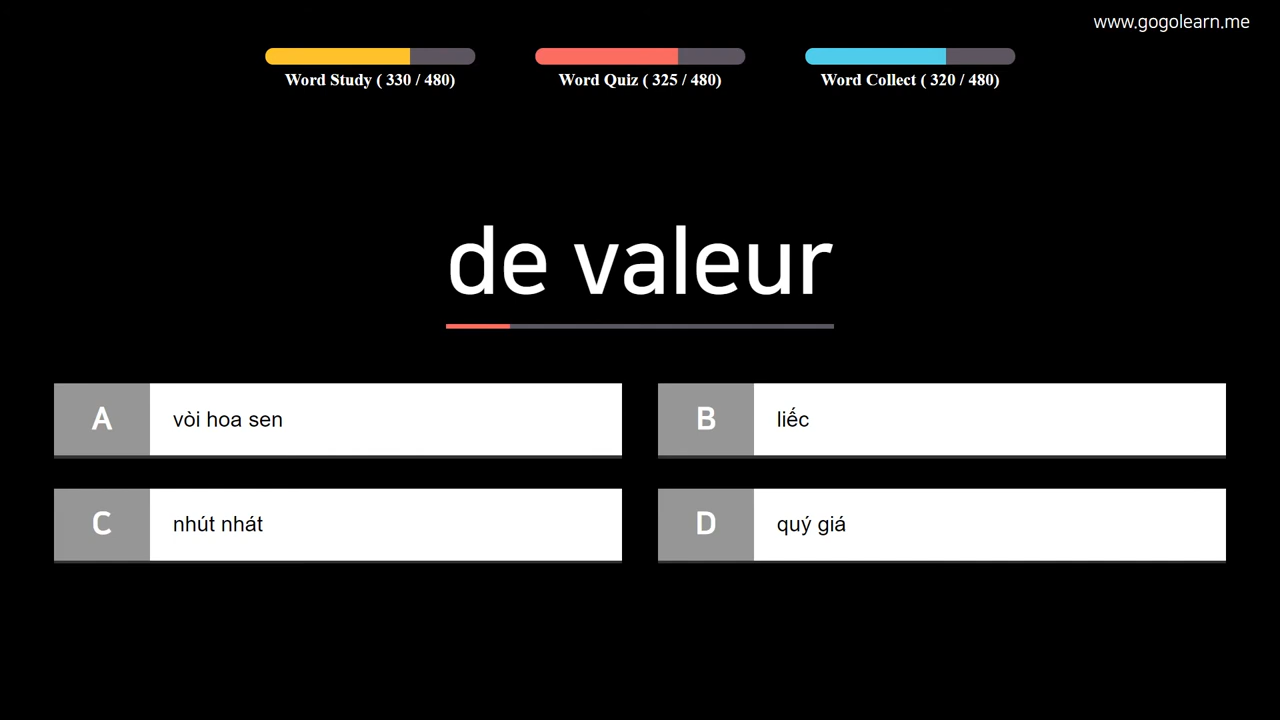 www.gogolearn.me
Word Study ( 330 / 480)
Word Quiz ( 325 / 480)
Word Collect ( 320 / 480)
de valeur
A vòi hoa sen
B liếc
C nhút nhát
D quý giá